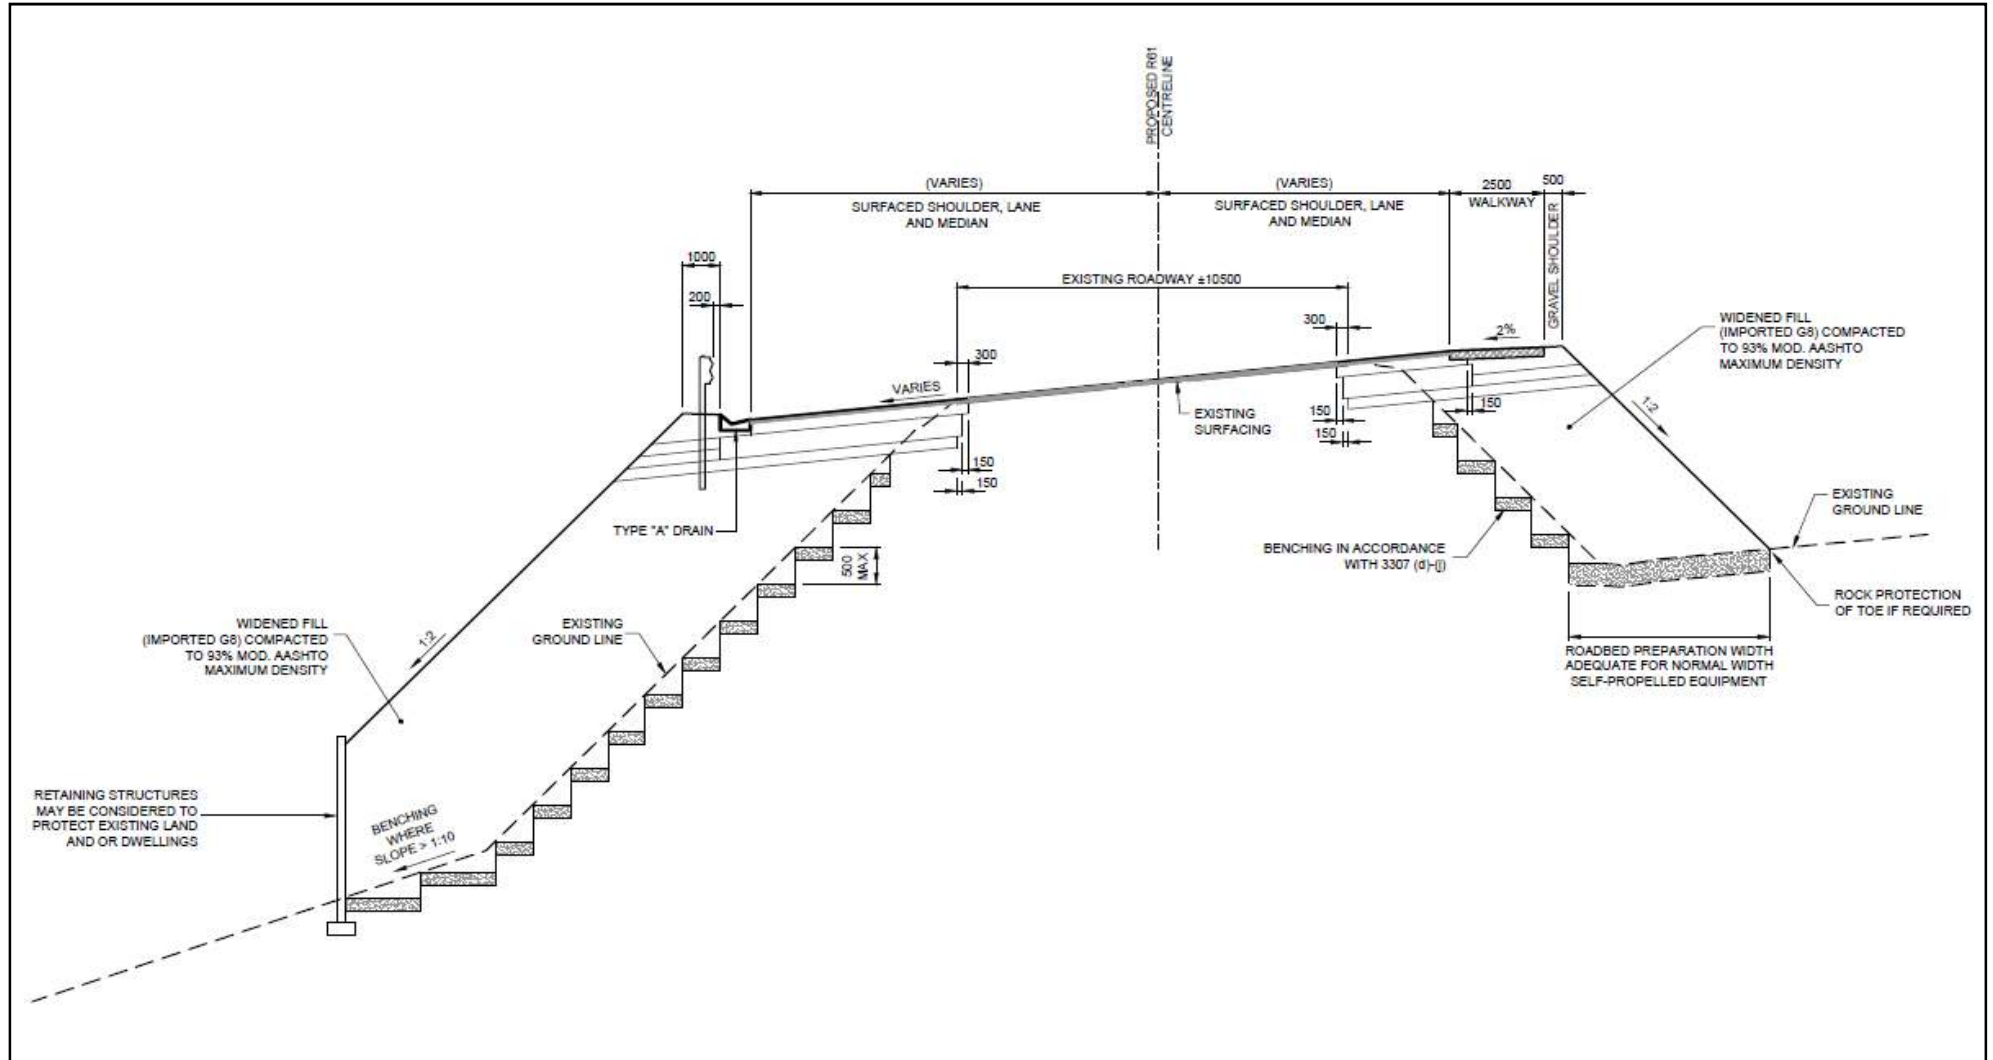 PROPOSED R61
CENTRELINE
(VARIES)
SURFACED SHOULDER, LANE
AND MEDIAN
(VARIES)
SURFACED SHOULDER, LANE
AND MEDIAN
2500
WALKWAY
500
GRAVEL SHOULDER
1000
200
EXISTING ROADWAY ±10500
300
300
2%
VARIES
EXISTING
SURFACING
150
150
150
150
150
WIDENED FILL
(IMPORTED G8) COMPACTED
TO 93% MOD. AASHTO
MAXIMUM DENSITY
1:2
EXISTING
GROUND LINE
TYPE "A" DRAIN
500
MAX
BENCHING IN ACCORDANCE
WITH 3307 (d)-(j)
ROCK PROTECTION
OF TOE IF REQUIRED
ROADBED PREPARATION WIDTH
ADEQUATE FOR NORMAL WIDTH
SELF-PROPELLED EQUIPMENT
WIDENED FILL
(IMPORTED G8) COMPACTED
TO 93% MOD. AASHTO
MAXIMUM DENSITY
1:2
EXISTING
GROUND LINE
RETAINING STRUCTURES
MAY BE CONSIDERED TO
PROTECT EXISTING LAND
AND OR DWELLINGS
BENCHING
WHERE
SLOPE > 1:10